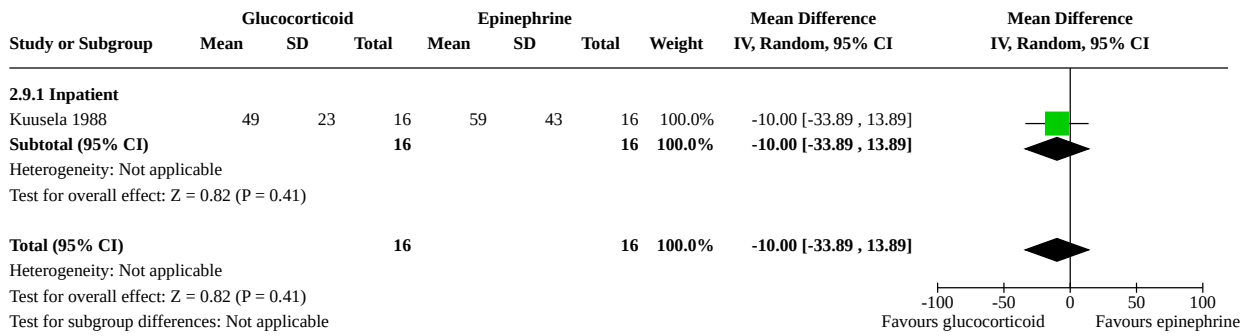 Glucocorticoid Epinephrine Mean Difference Mean Difference
Study or Subgroup Mean SD Total Mean SD Total Weight IV, Random, 95% CI IV, Random, 95% CI
2.9.1 Inpatient
Kuusela 1988 49 23 16 59 43 16 100.0% -10.00 [-33.89 , 13.89]
Subtotal (95% CI) 16 16 100.0% -10.00 [-33.89 , 13.89]
Heterogeneity: Not applicable
Test for overall effect: Z = 0.82 (P = 0.41)
Total (95% CI) 16 16 100.0% -10.00 [-33.89 , 13.89]
Heterogeneity: Not applicable
Test for overall effect: Z = 0.82 (P = 0.41)
-100 -50 0 50 100
Test for subgroup differences: Not applicable Favours glucocorticoid Favours epinephrine